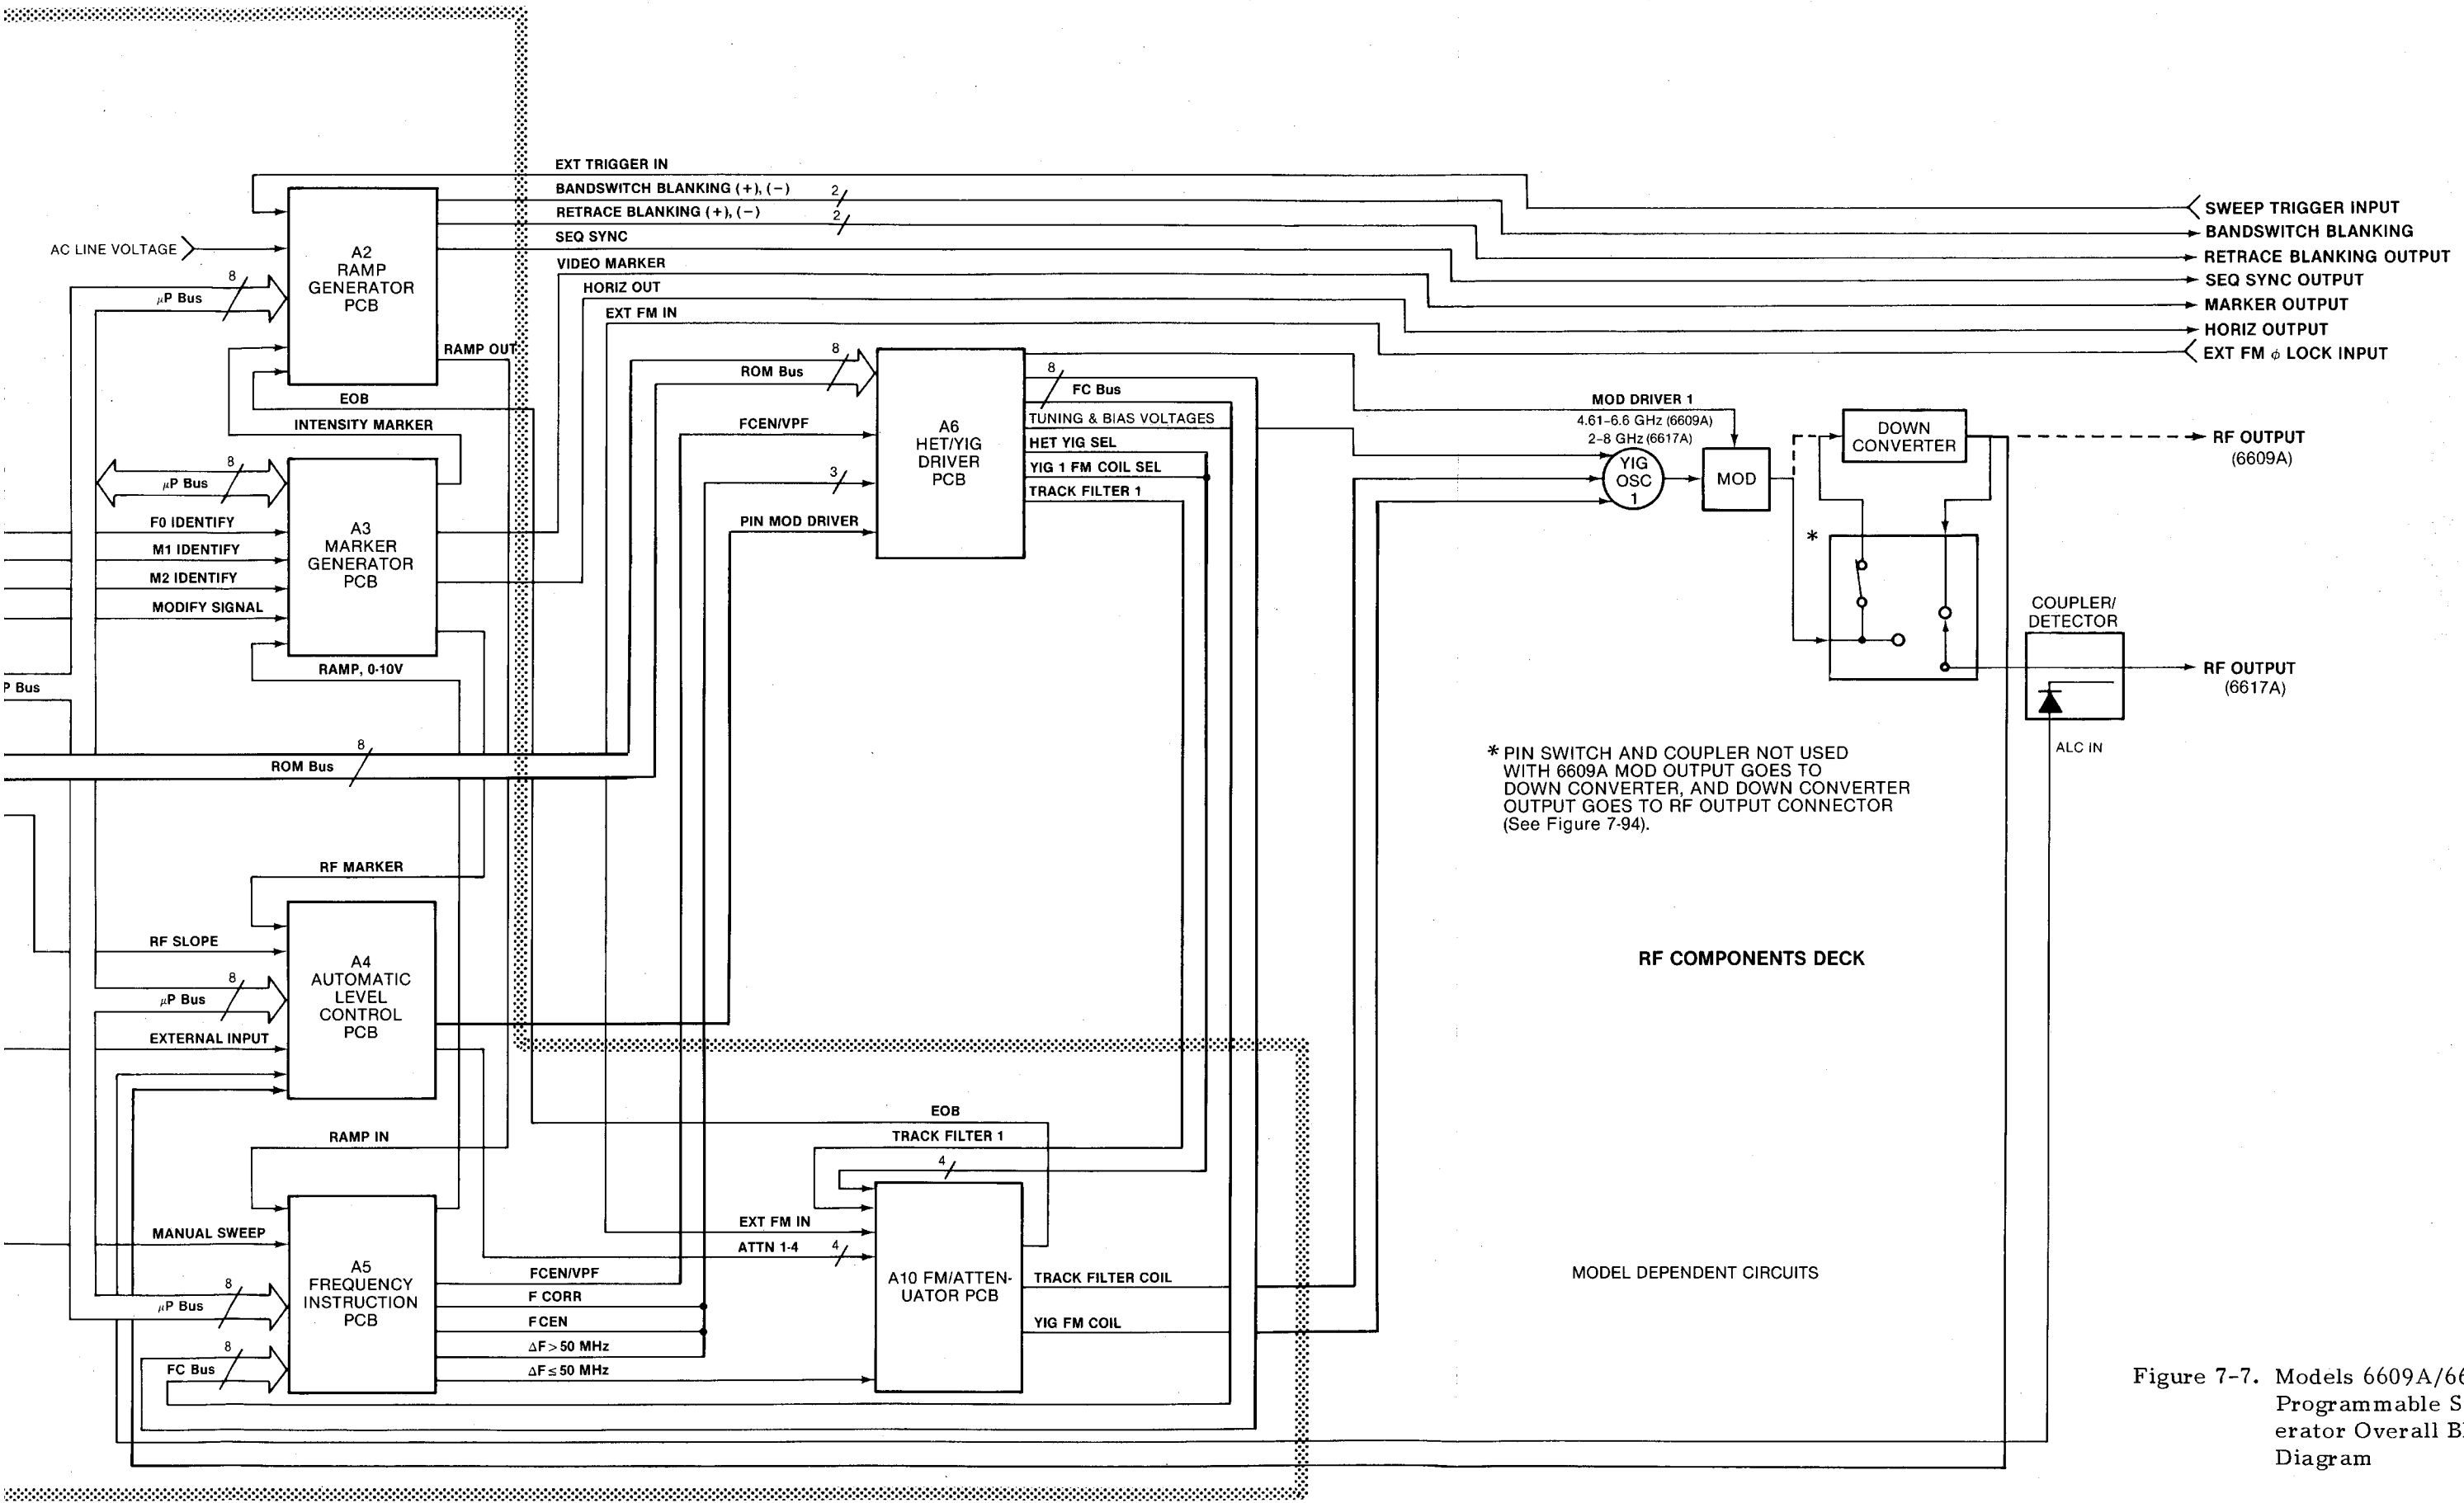 EXT TRIGGER IN
BANDSWITCH BLANKING (+), (−)
2
RETRACE BLANKING (+), (−)
2
SEQ SYNC
VIDEO MARKER
HORIZ OUT
EXT FM IN
SWEEP TRIGGER INPUT
BANDSWITCH BLANKING
RETRACE BLANKING OUTPUT
SEQ SYNC OUTPUT
MARKER OUTPUT
HORIZ OUTPUT
EXT FM ϕ LOCK INPUT
AC LINE VOLTAGE
A2
RAMP
GENERATOR
PCB
8
μP Bus
RAMP OUT
EOB
INTENSITY MARKER
8
μP Bus
F0 IDENTIFY
M1 IDENTIFY
M2 IDENTIFY
MODIFY SIGNAL
A3
MARKER
GENERATOR
PCB
RAMP, 0-10V
P Bus
8
ROM Bus
8
ROM Bus
FCEN/VPF
3
PIN MOD DRIVER
A6
HET/YIG
DRIVER
PCB
8
FC Bus
TUNING & BIAS VOLTAGES
HET YIG SEL
YIG 1 FM COIL SEL
TRACK FILTER 1
MOD DRIVER 1
4.61-6.6 GHz (6609A)
2-8 GHz (6617A)
YIG
OSC
1
MOD
DOWN
CONVERTER
RF OUTPUT
(6609A)
*
COUPLER/
DETECTOR
RF OUTPUT
(6617A)
ALC IN
* PIN SWITCH AND COUPLER NOT USED
WITH 6609A MOD OUTPUT GOES TO
DOWN CONVERTER, AND DOWN CONVERTER
OUTPUT GOES TO RF OUTPUT CONNECTOR
(See Figure 7-94).
RF MARKER
RF SLOPE
8
μP Bus
EXTERNAL INPUT
A4
AUTOMATIC
LEVEL
CONTROL
PCB
RF COMPONENTS DECK
RAMP IN
EOB
TRACK FILTER 1
4
MANUAL SWEEP
8
μP Bus
8
FC Bus
A5
FREQUENCY
INSTRUCTION
PCB
EXT FM IN
ATTN 1-4
4
FCEN/VPF
F CORR
FCEN
ΔF>50 MHz
ΔF≤50 MHz
A10 FM/ATTEN-
UATOR PCB
TRACK FILTER COIL
YIG FM COIL
MODEL DEPENDENT CIRCUITS
Figure 7-7. Models 6609A/66
Programmable S
erator Overall Bl
Diagram